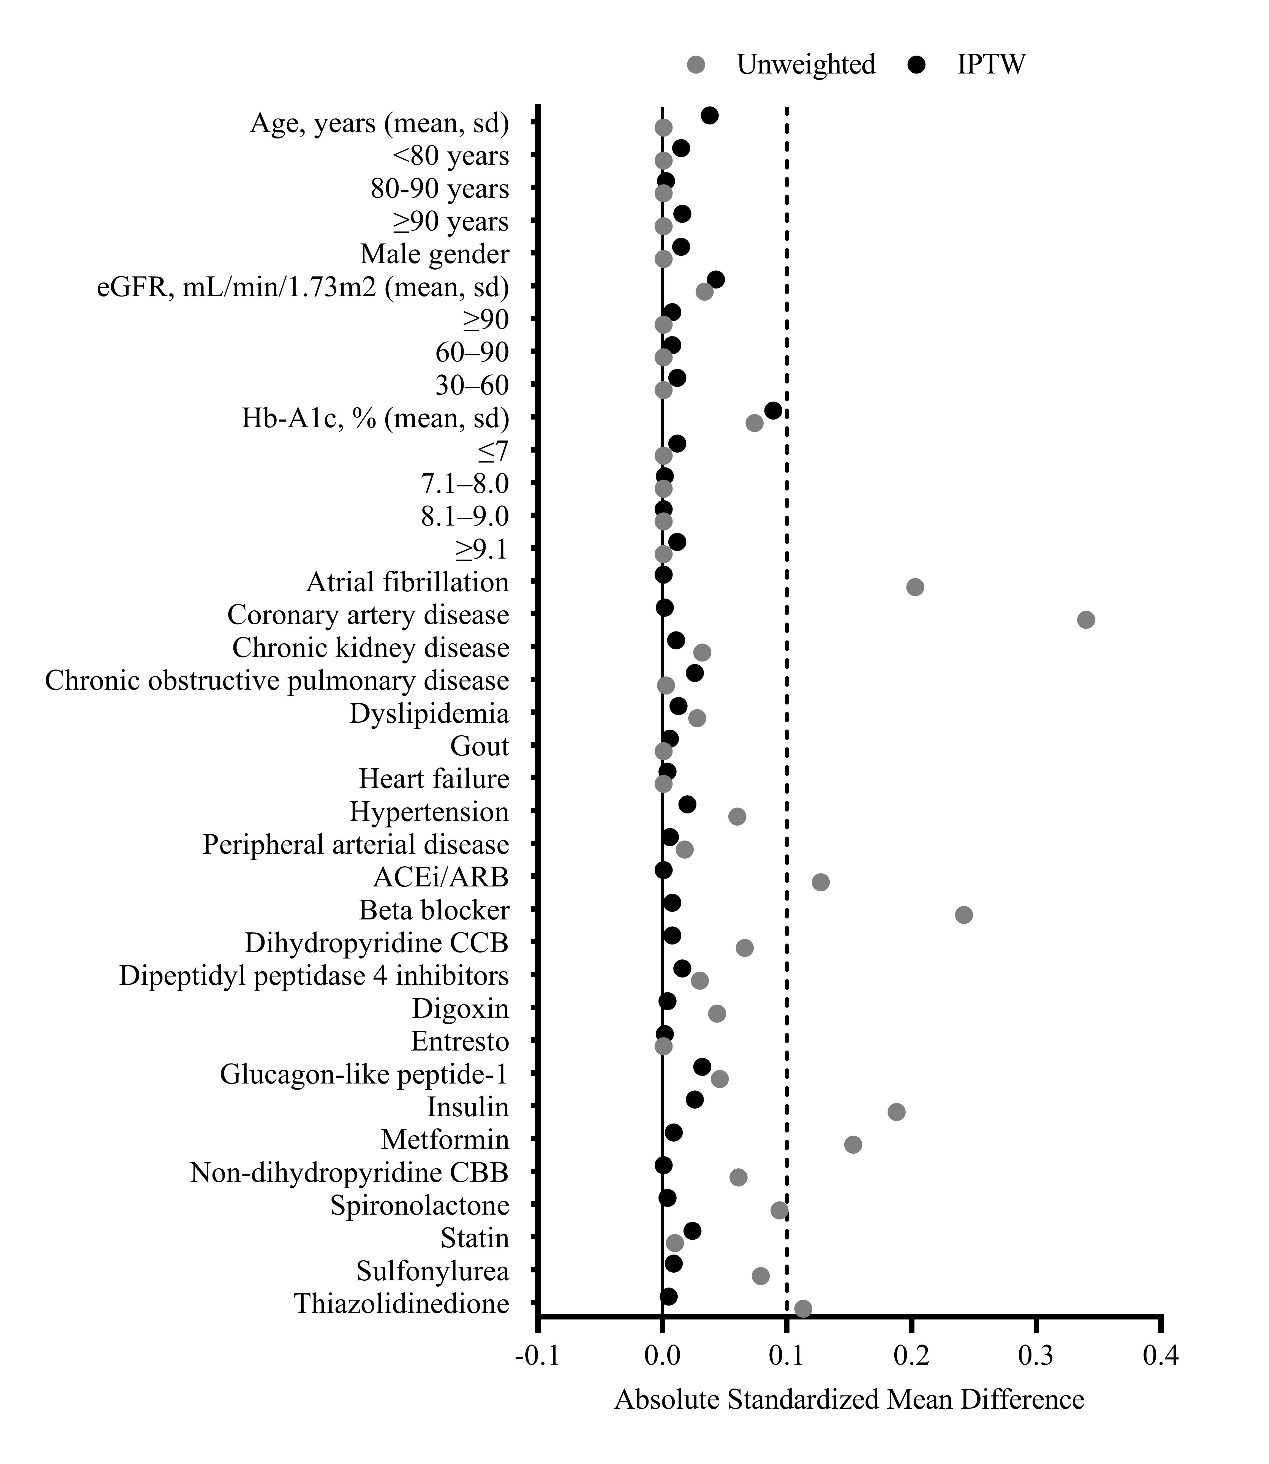 Unweighted IPTW
Age, years (mean, sd)
<80 years
80-90 years
≥90 years
Male gender
eGFR, mL/min/1.73m2 (mean, sd)
≥90
60–90
30–60
Hb-A1c, % (mean, sd)
≤7
7.1–8.0
8.1–9.0
≥9.1
Atrial fibrillation
Coronary artery disease
Chronic kidney disease
Chronic obstructive pulmonary disease
Dyslipidemia
Gout
Heart failure
Hypertension
Peripheral arterial disease
ACEi/ARB
Beta blocker
Dihydropyridine CCB
Dipeptidyl peptidase 4 inhibitors
Digoxin
Entresto
Glucagon-like peptide-1
Insulin
Metformin
Non-dihydropyridine CBB
Spironolactone
Statin
Sulfonylurea
Thiazolidinedione
-0.1 0.0 0.1 0.2 0.3 0.4
Absolute Standardized Mean Difference